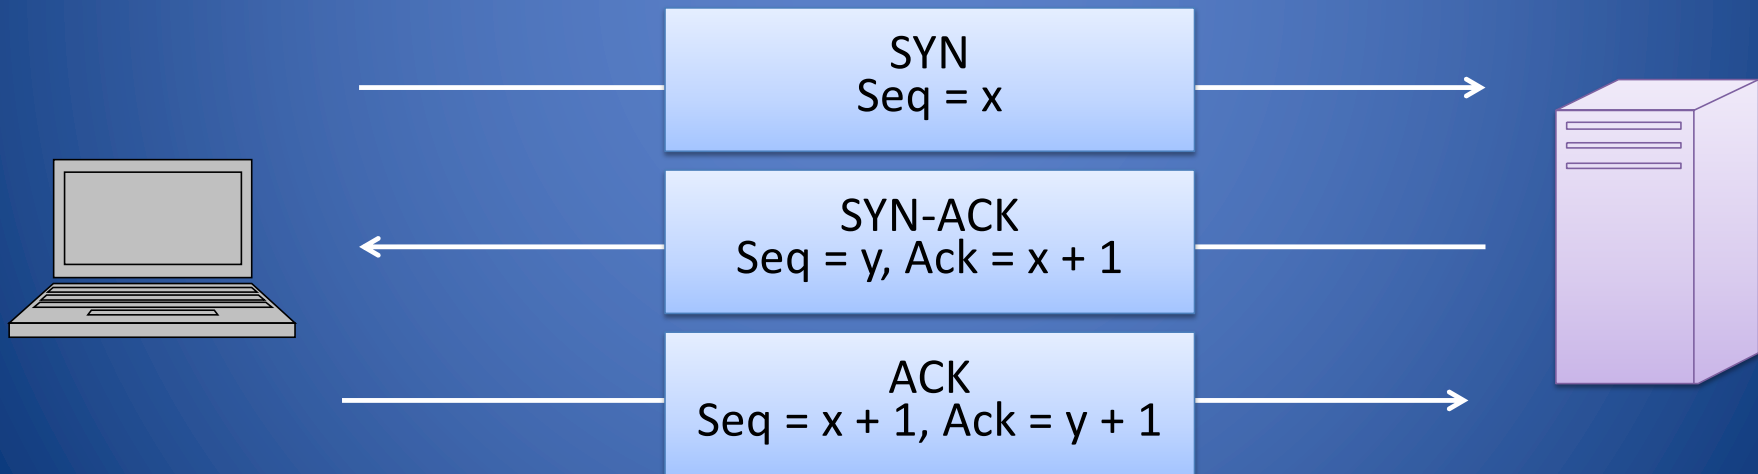 SYN
Seq = x
SYN-ACK
Seq = y, Ack = x + 1
ACK
Seq = x + 1, Ack = y + 1